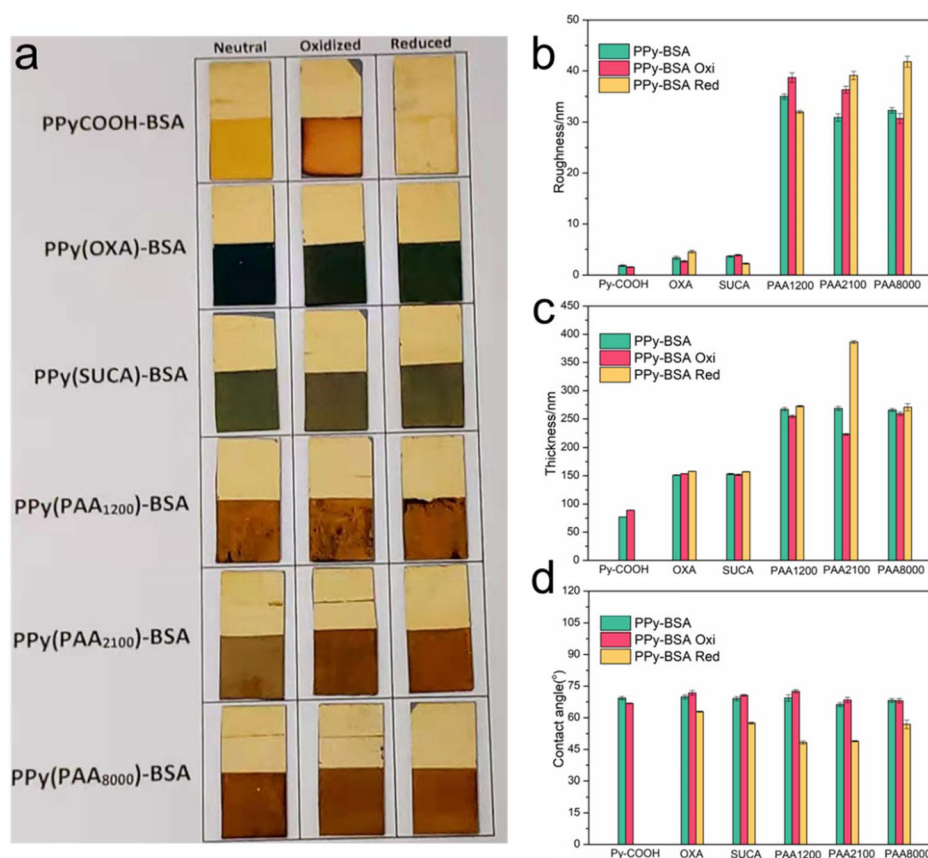 a
Neutral Oxidized Reduced
PPyCOOH-BSA
PPy(OXA)-BSA
PPy(SUCA)-BSA
PPy(PAA1200)-BSA
PPy(PAA2100)-BSA
PPy(PAA8000)-BSA
b
50
40
30
20
10
0
Roughness/nm
PPy-BSA
PPy-BSA Oxi
PPy-BSA Red
Py-COOH OXA SUCA PAA1200 PAA2100 PAA8000
c
450
400
350
300
250
200
150
100
50
0
Thickness/nm
PPy-BSA
PPy-BSA Oxi
PPy-BSA Red
Py-COOH OXA SUCA PAA1200 PAA2100 PAA8000
d
120
105
90
75
60
45
30
15
0
Contact angle(°)
PPy-BSA
PPy-BSA Oxi
PPy-BSA Red
Py-COOH OXA SUCA PAA1200 PAA2100 PAA8000